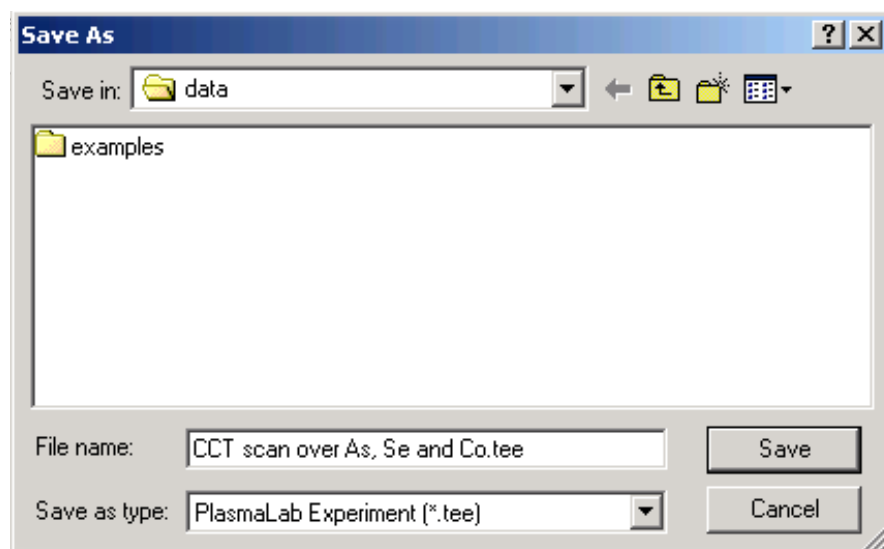 Save As
Save in: data
examples
File name: CCT scan over As, Se and Co.tee Save
Save as type: PlasmaLab Experiment (*.tee) Cancel